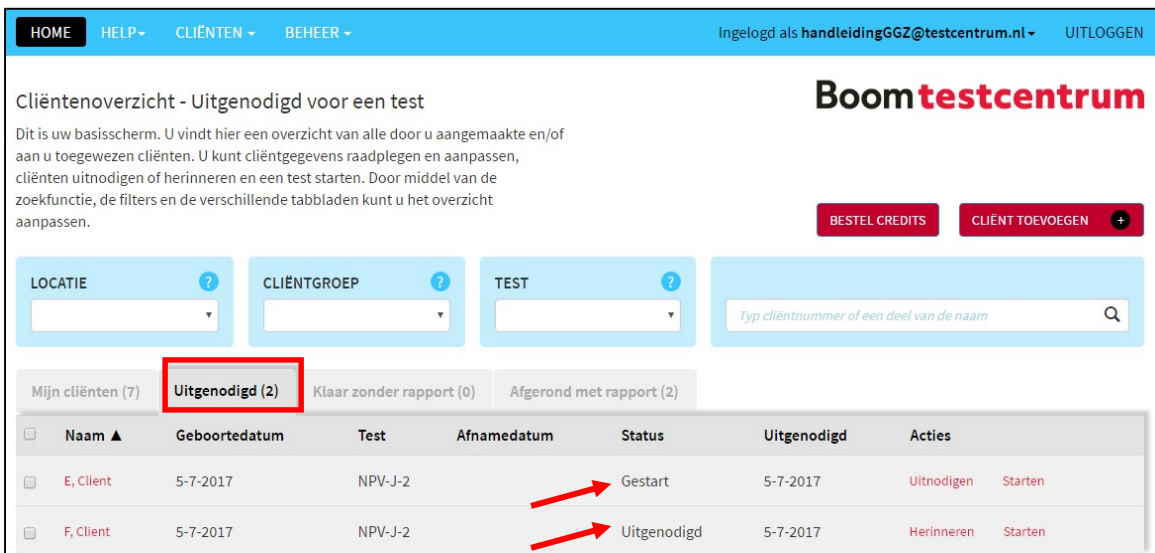 HOME HELP CLIËNTEN BEHEER Ingelogd als handleidingGGZ@testcentrum.nl UITLOGGEN
Boomtestcentrum
Cliëntenoverzicht - Uitgenodigd voor een test
Dit is uw basisscherm. U vindt hier een overzicht van alle door u aangemaakte en/of
aan u toegewezen cliënten. U kunt cliëntgegevens raadplegen en aanpassen,
cliënten uitnodigen of herinneren en een test starten. Door middel van de
zoekfunctie, de filters en de verschillende tabbladen kunt u het overzicht
aanpassen.
BESTEL CREDITS CLIËNT TOEVOEGEN +
LOCATIE ? CLIËNTGROEP ? TEST ?
Typ cliëntnummer of een deel van de naam
Mijn cliënten (7) Uitgenodigd (2) Klaar zonder rapport (0) Afgerond met rapport (2)
Naam ▲ Geboortedatum Test Afnamedatum Status Uitgenodigd Acties
E, Client 5-7-2017 NPV-J-2 Gestart 5-7-2017 Uitnodigen Starten
F, Client 5-7-2017 NPV-J-2 Uitgenodigd 5-7-2017 Herinneren Starten